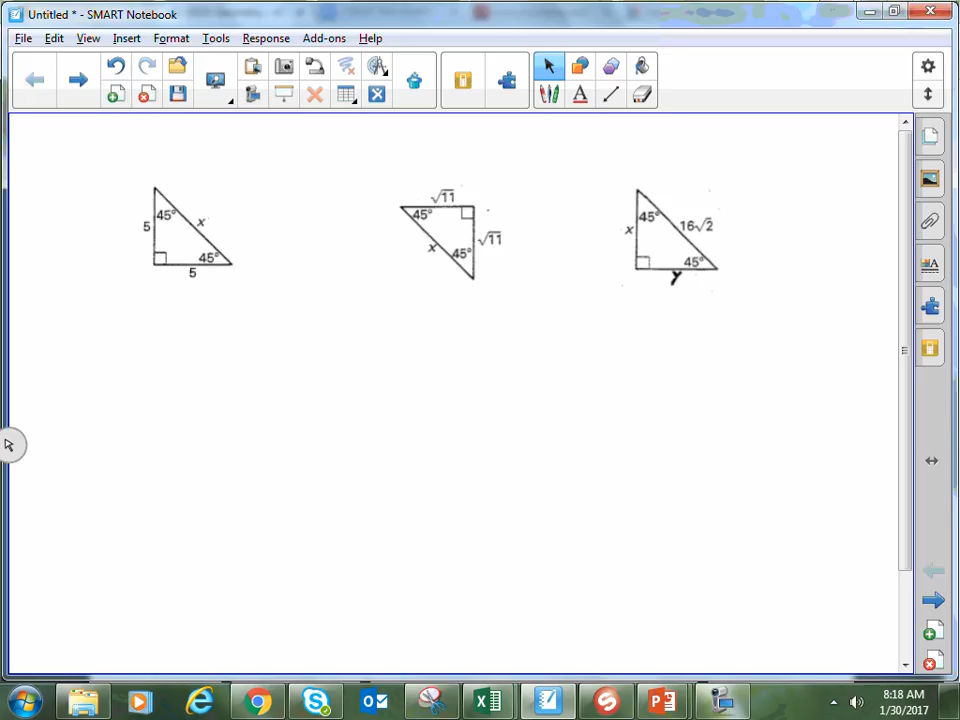 Untitled * - SMART Notebook
File Edit View Insert Format Tools Response Add-ons Help
45°
5
x
45°
5
√11
45°
√11
x
45°
45°
x
16√2
45°
y
8:18 AM
1/30/2017